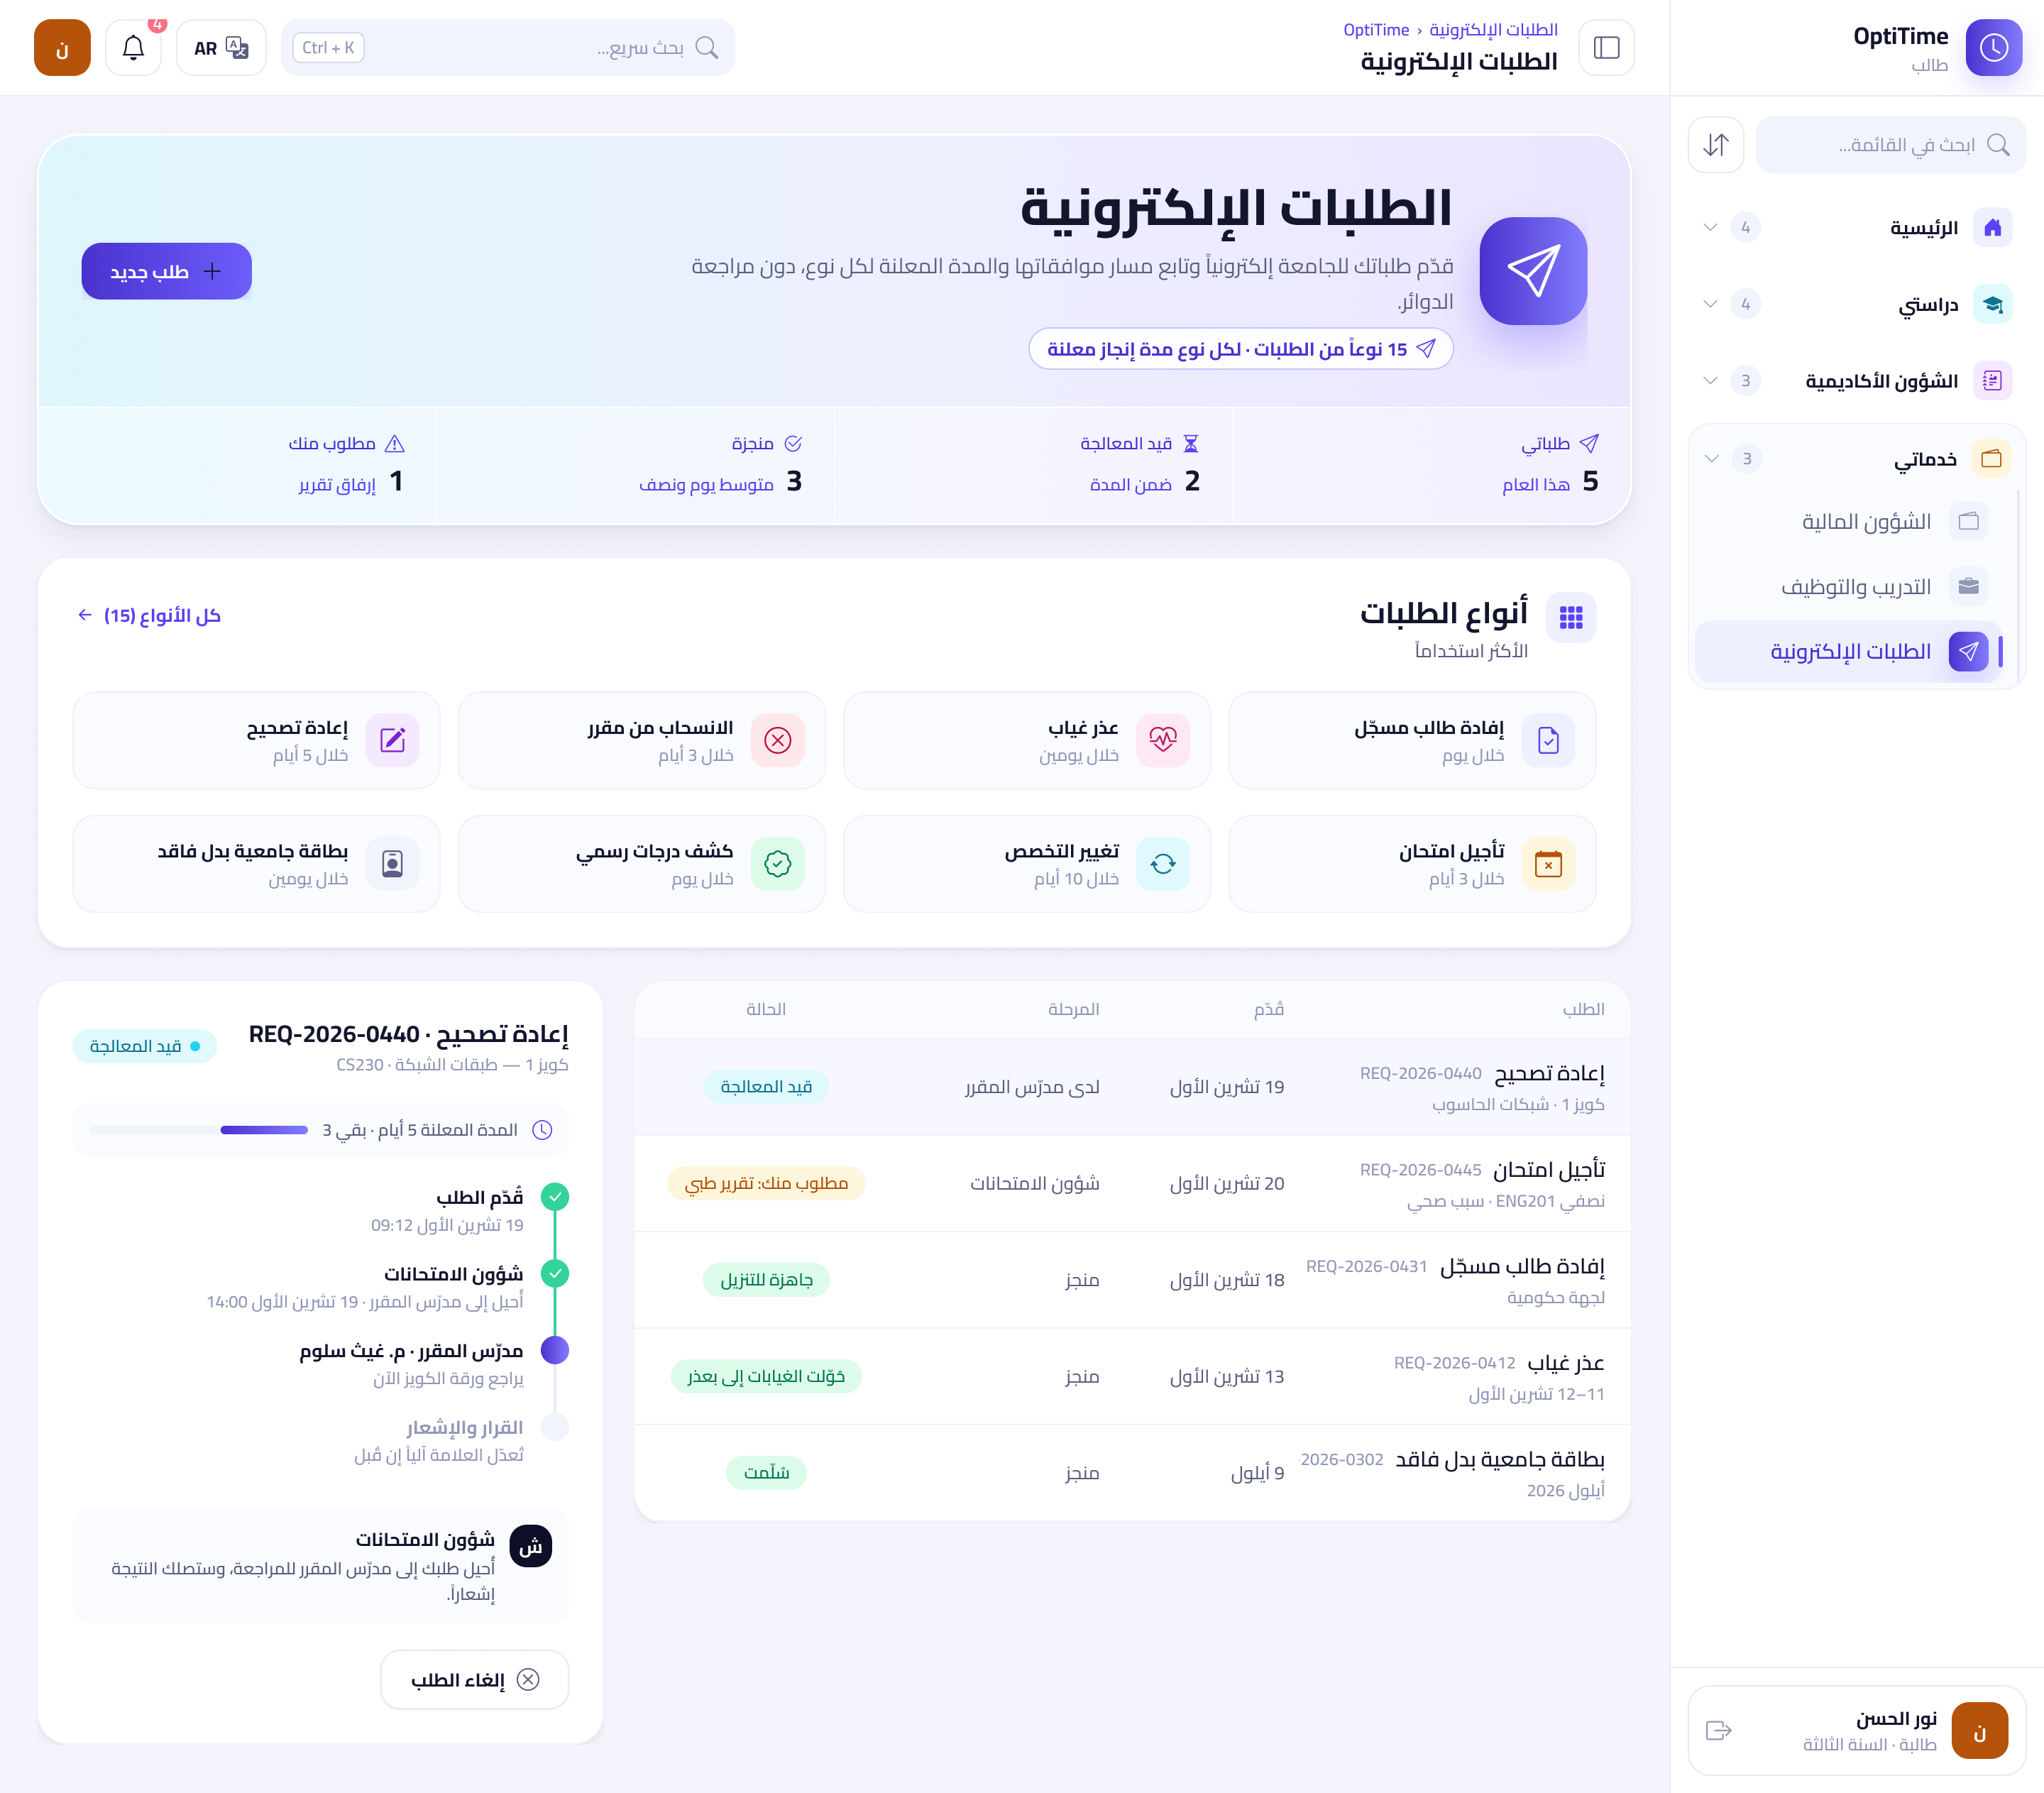 OptiTime
طالب
ابحث في القائمة...
الرئيسية
4
دراستي
4
الشؤون الأكاديمية
3
خدماتي
3
الشؤون المالية
التدريب والتوظيف
الطلبات الإلكترونية
نور الحسن
طالبة · السنة الثالثة
ن
OptiTime ‹ الطلبات الإلكترونية
الطلبات الإلكترونية
بحث سريع...
Ctrl + K
AR
4
ن
الطلبات الإلكترونية
قدّم طلباتك للجامعة إلكترونياً وتابع مسار موافقاتها والمدة المعلنة لكل نوع، دون مراجعة
الدوائر.
15 نوعاً من الطلبات · لكل نوع مدة إنجاز معلنة
طلب جديد
طلباتي
5 هذا العام
قيد المعالجة
2 ضمن المدة
منجزة
3 متوسط يوم ونصف
مطلوب منك
1 إرفاق تقرير
أنواع الطلبات
الأكثر استخداماً
كل الأنواع (15)
إفادة طالب مسجّل
خلال يوم
عذر غياب
خلال يومين
الانسحاب من مقرر
خلال 3 أيام
إعادة تصحيح
خلال 5 أيام
تأجيل امتحان
خلال 3 أيام
تغيير التخصص
خلال 10 أيام
كشف درجات رسمي
خلال يوم
بطاقة جامعية بدل فاقد
خلال يومين
الطلب قُدّم المرحلة الحالة
إعادة تصحيح REQ-2026-0440
كويز 1 · شبكات الحاسوب
19 تشرين الأول
لدى مدرّس المقرر
قيد المعالجة
تأجيل امتحان REQ-2026-0445
نصفي ENG201 · سبب صحي
20 تشرين الأول
شؤون الامتحانات
مطلوب منك: تقرير طبي
إفادة طالب مسجّل REQ-2026-0431
لجهة حكومية
18 تشرين الأول
منجز
جاهزة للتنزيل
عذر غياب REQ-2026-0412
11–12 تشرين الأول
13 تشرين الأول
منجز
حُوّلت الغيابات إلى بعذر
بطاقة جامعية بدل فاقد 2026-0302
أيلول 2026
9 أيلول
منجز
سُلّمت
إعادة تصحيح · REQ-2026-0440
كويز 1 — طبقات الشبكة · CS230
قيد المعالجة
المدة المعلنة 5 أيام · بقي 3
قُدّم الطلب
19 تشرين الأول 09:12
شؤون الامتحانات
أحيل إلى مدرّس المقرر · 19 تشرين الأول 14:00
مدرّس المقرر · م. غيث سلوم
يراجع ورقة الكويز الآن
القرار والإشعار
تُعدّل العلامة آلياً إن قُبل
ش
شؤون الامتحانات
أحيل طلبك إلى مدرّس المقرر للمراجعة، وستصلك النتيجة
إشعاراً.
إلغاء الطلب